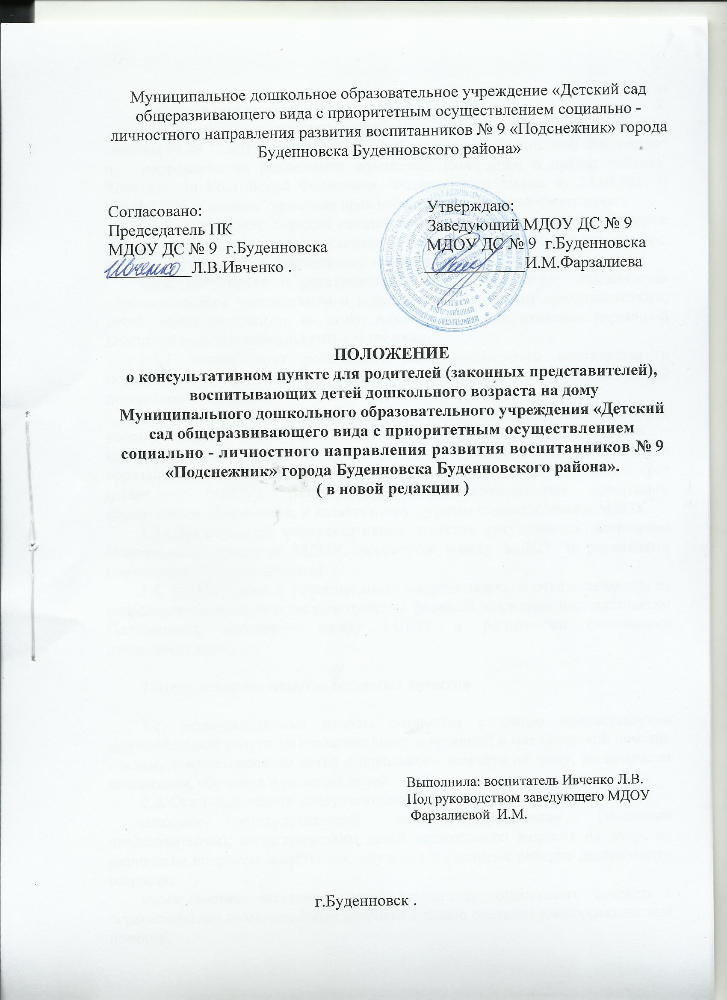 Муниципальное дошкольное образовательное учреждение «Детский сад
общеразвивающего вида с приоритетным осуществлением социально -
личностного направления развития воспитанников № 9 «Подснежник» города
Буденновска Буденновского района»
Согласовано:
Председатель ПК
МДОУ ДС № 9 г.Буденновска
Ивченко Л.В.Ивченко .
Утверждаю:
Заведующий МДОУ ДС № 9
МДОУ ДС № 9 г.Буденновска
И.М.Фарзалиева
ПОЛОЖЕНИЕ
о консультативном пункте для родителей (законных представителей),
воспитывающих детей дошкольного возраста на дому
Муниципального дошкольного образовательного учреждения «Детский
сад общеразвивающего вида с приоритетным осуществлением
социально - личностного направления развития воспитанников № 9
«Подснежник» города Буденновска Буденновского района».
( в новой редакции )
Выполнила: воспитатель Ивченко Л.В.
Под руководством заведующего МДОУ
Фарзалиевой И.М.
г.Буденновск .